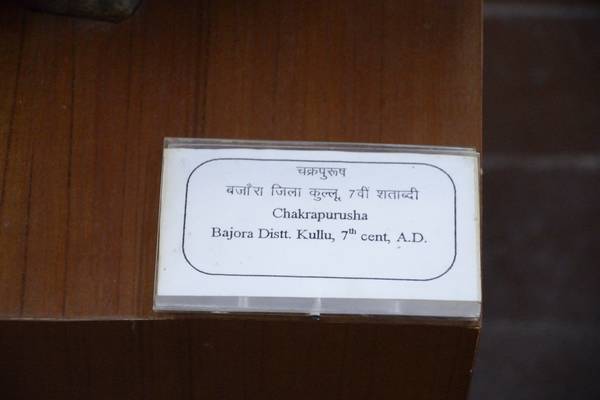 चक्रपुरूष
बजौरा जिला कुल्लू, 7वीं शताब्दी
Chakrapurusha
Bajora Distt. Kullu, 7th cent, A.D.